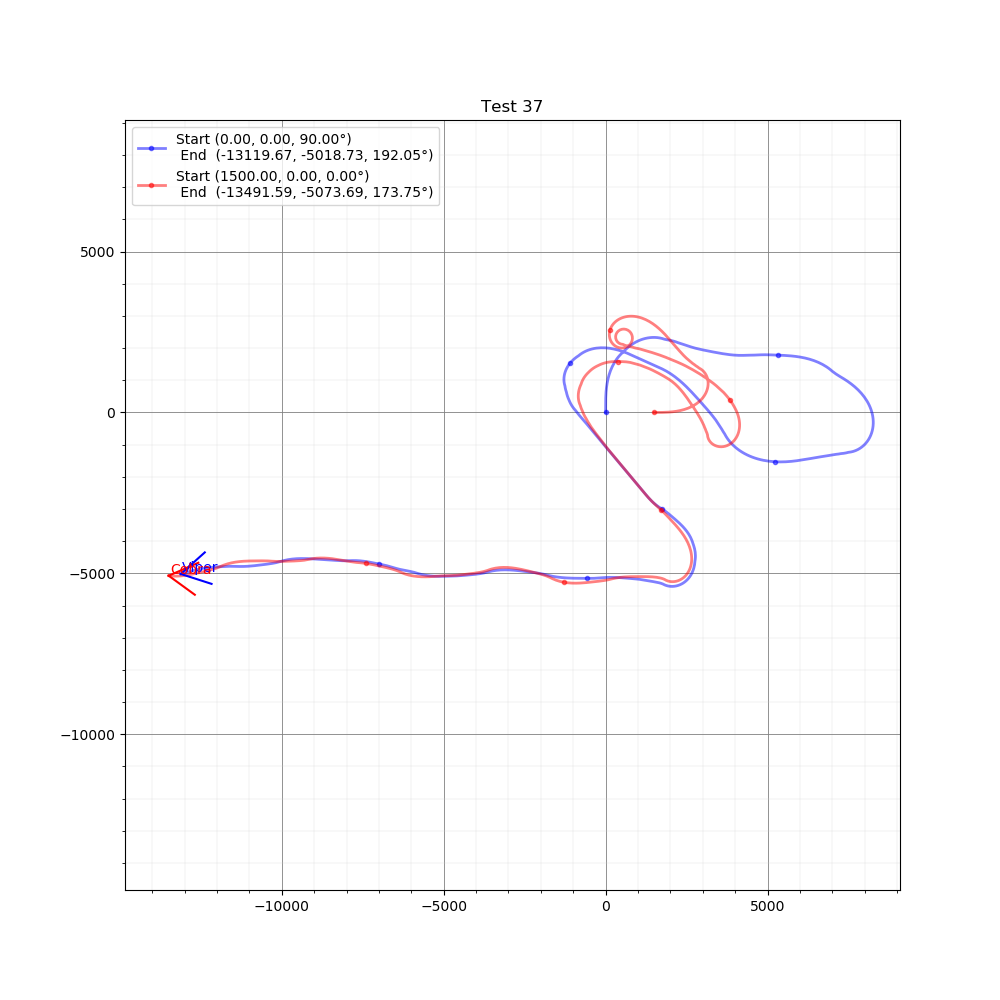 Test 37
Start (0.00, 0.00, 90.00°)
End (-13119.67, -5018.73, 192.05°)
Start (1500.00, 0.00, 0.00°)
End (-13491.59, -5073.69, 173.75°)
5000
0
−5000
−10000
Viper
−10000
−5000
0
5000